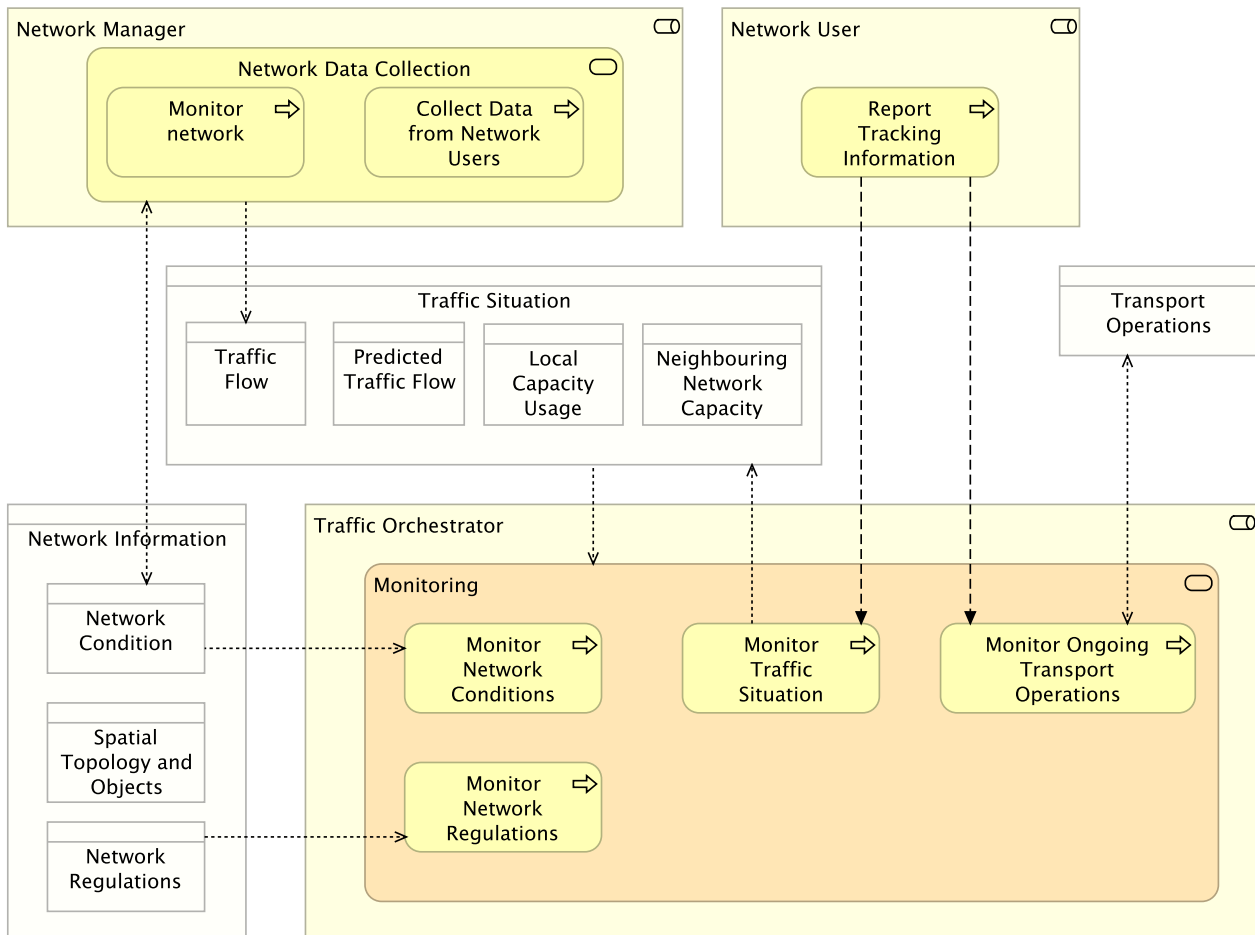 Network Manager
Network Data Collection
Monitor
network
Collect Data
from Network
Users
Network User
Report
Tracking
Information
Traffic Situation
Traffic
Flow
Predicted
Traffic Flow
Local
Capacity
Usage
Neighbouring
Network
Capacity
Transport
Operations
Network Information
Network
Condition
Spatial
Topology and
Objects
Network
Regulations
Traffic Orchestrator
Monitoring
Monitor
Network
Conditions
Monitor
Traffic
Situation
Monitor Ongoing
Transport
Operations
Monitor
Network
Regulations